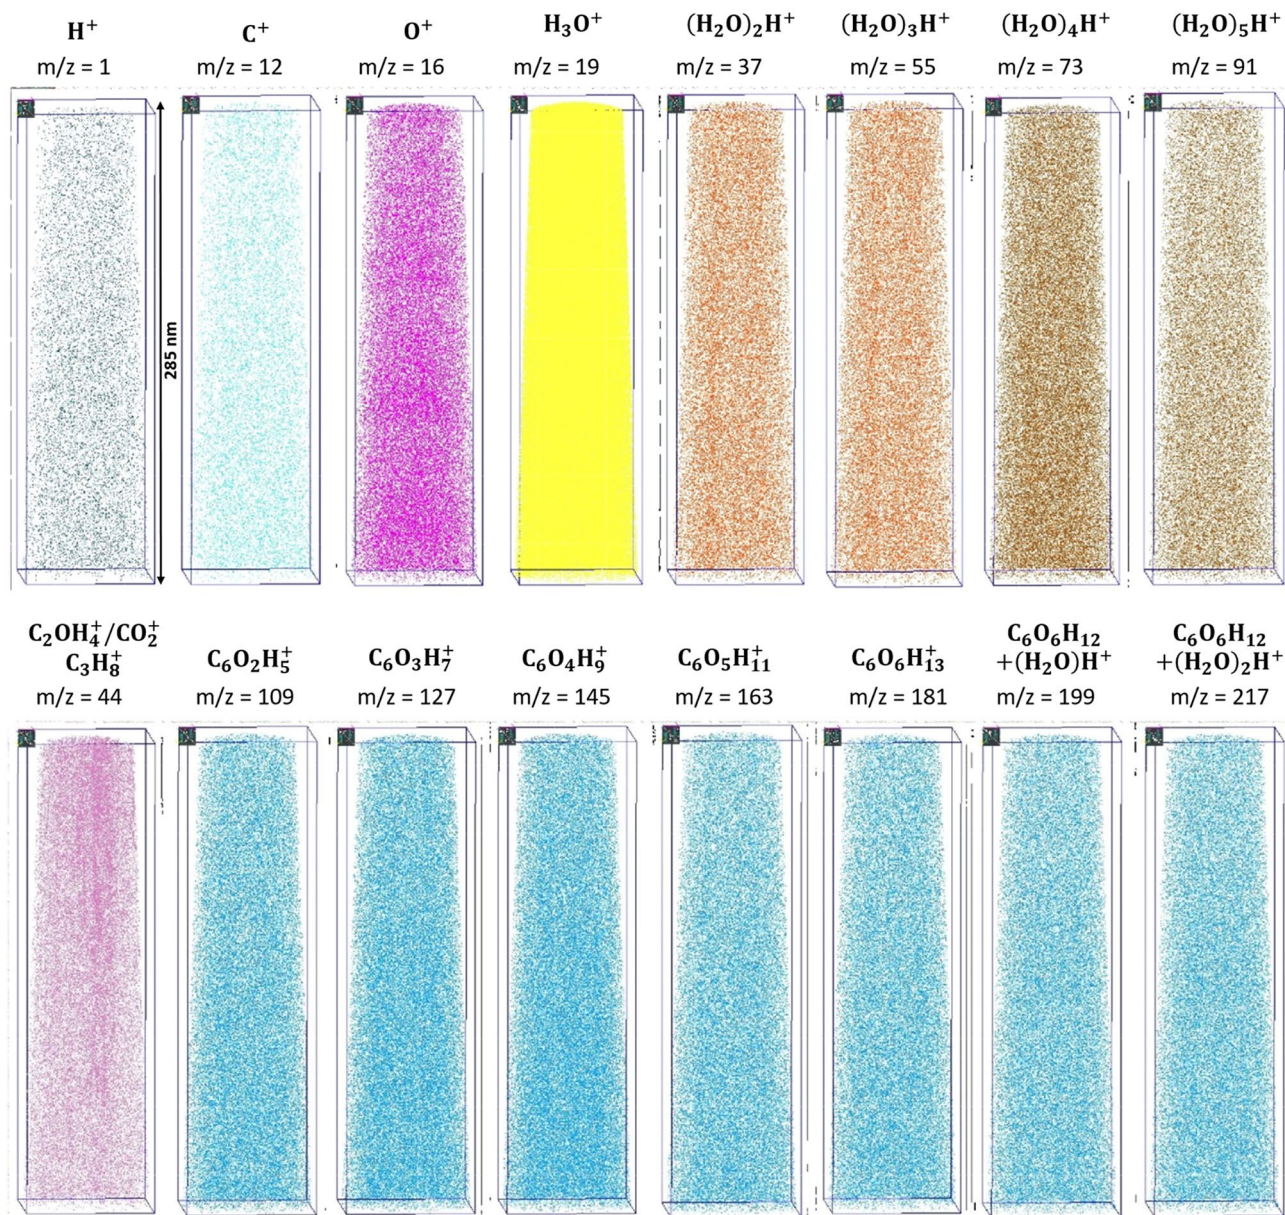 H⁺ C⁺ O⁺ H₃O⁺ (H₂O)₂H⁺ (H₂O)₃H⁺ (H₂O)₄H⁺ (H₂O)₅H⁺
m/z = 1 m/z = 12 m/z = 16 m/z = 19 m/z = 37 m/z = 55 m/z = 73 m/z = 91
285 nm
C₂OH₄⁺/CO₂⁺
C₃H₈⁺
m/z = 44
C₆O₂H₅⁺
m/z = 109
C₆O₃H₇⁺
m/z = 127
C₆O₄H₉⁺
m/z = 145
C₆O₅H₁₁⁺
m/z = 163
C₆O₆H₁₃⁺
m/z = 181
C₆O₆H₁₂
+(H₂O)H⁺
m/z = 199
C₆O₆H₁₂
+(H₂O)₂H⁺
m/z = 217